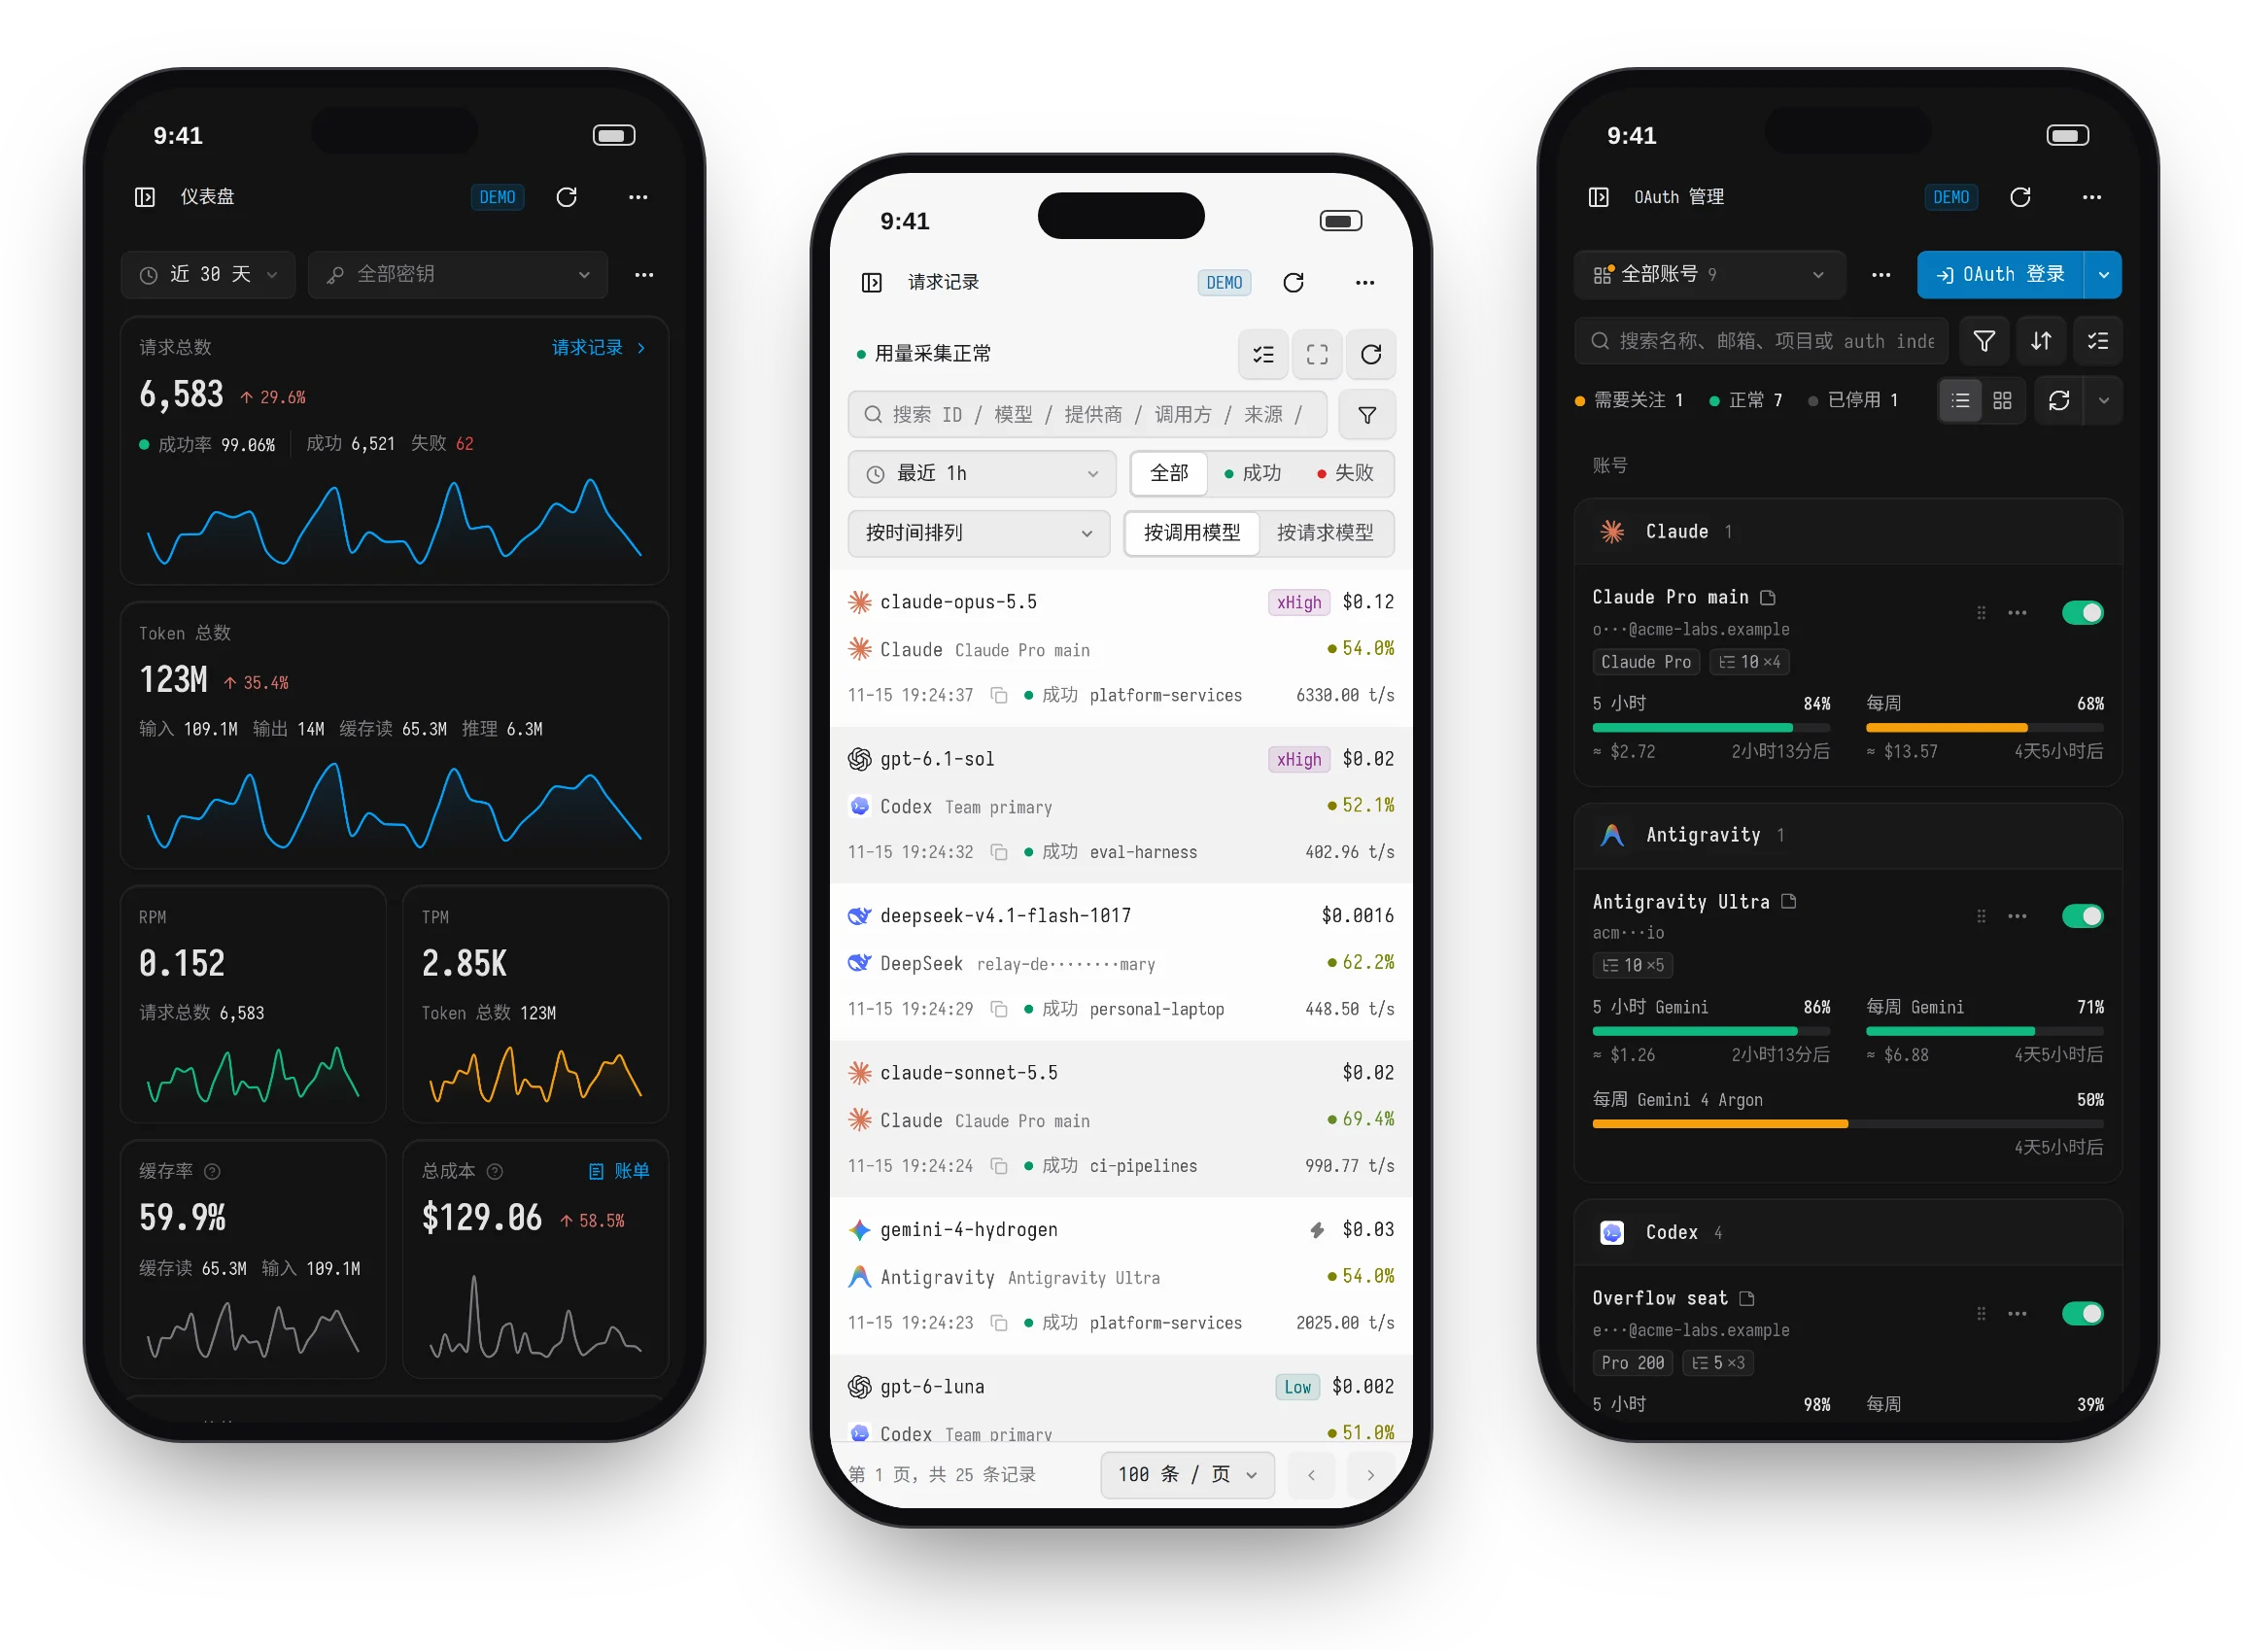 9:41
仪表盘 DEMO
近 30 天 全部密钥
请求总数 请求记录
6,583 ↑ 29.6%
成功率 99.06% 成功 6,521 失败 62
Token 总数
123M ↑ 35.4%
输入 109.1M 输出 14M 缓存读 65.3M 推理 6.3M
RPM
0.152
请求总数 6,583
TPM
2.85K
Token 总数 123M
缓存率
59.9%
缓存读 65.3M 输入 109.1M
总成本 账单
$129.06 ↑ 58.5%
9:41
请求记录 DEMO
用量采集正常
搜索 ID / 模型 / 提供商 / 调用方 / 来源 /
最近 1h 全部 成功 失败
按时间排列 按调用模型 按请求模型
claude-opus-5.5 xHigh $0.12
Claude Claude Pro main 54.0%
11-15 19:24:37 成功 platform-services 6330.00 t/s
gpt-6.1-sol xHigh $0.02
Codex Team primary 52.1%
11-15 19:24:32 成功 eval-harness 402.96 t/s
deepseek-v4.1-flash-1017 $0.0016
DeepSeek relay-de········mary 62.2%
11-15 19:24:29 成功 personal-laptop 448.50 t/s
claude-sonnet-5.5 $0.02
Claude Claude Pro main 69.4%
11-15 19:24:24 成功 ci-pipelines 990.77 t/s
gemini-4-hydrogen $0.03
Antigravity Antigravity Ultra 54.0%
11-15 19:24:23 成功 platform-services 2025.00 t/s
gpt-6-luna Low $0.002
Codex Team primary 51.0%
第 1 页，共 25 条记录 100 条 / 页
9:41
OAuth 管理 DEMO
全部账号 9 OAuth 登录
搜索名称、邮箱、项目或 auth inde
需要关注 1 正常 7 已停用 1
账号
Claude 1
Claude Pro main
o···@acme-labs.example
Claude Pro 10 ×4
5 小时 84% 每周 68%
≈ $2.72 2小时13分后 ≈ $13.57 4天5小时后
Antigravity 1
Antigravity Ultra
acm···io
10 ×5
5 小时 Gemini 86% 每周 Gemini 71%
≈ $1.26 2小时13分后 ≈ $6.88 4天5小时后
每周 Gemini 4 Argon 50%
4天5小时后
Codex 4
Overflow seat
e···@acme-labs.example
Pro 200 5 ×3
5 小时 98% 每周 39%